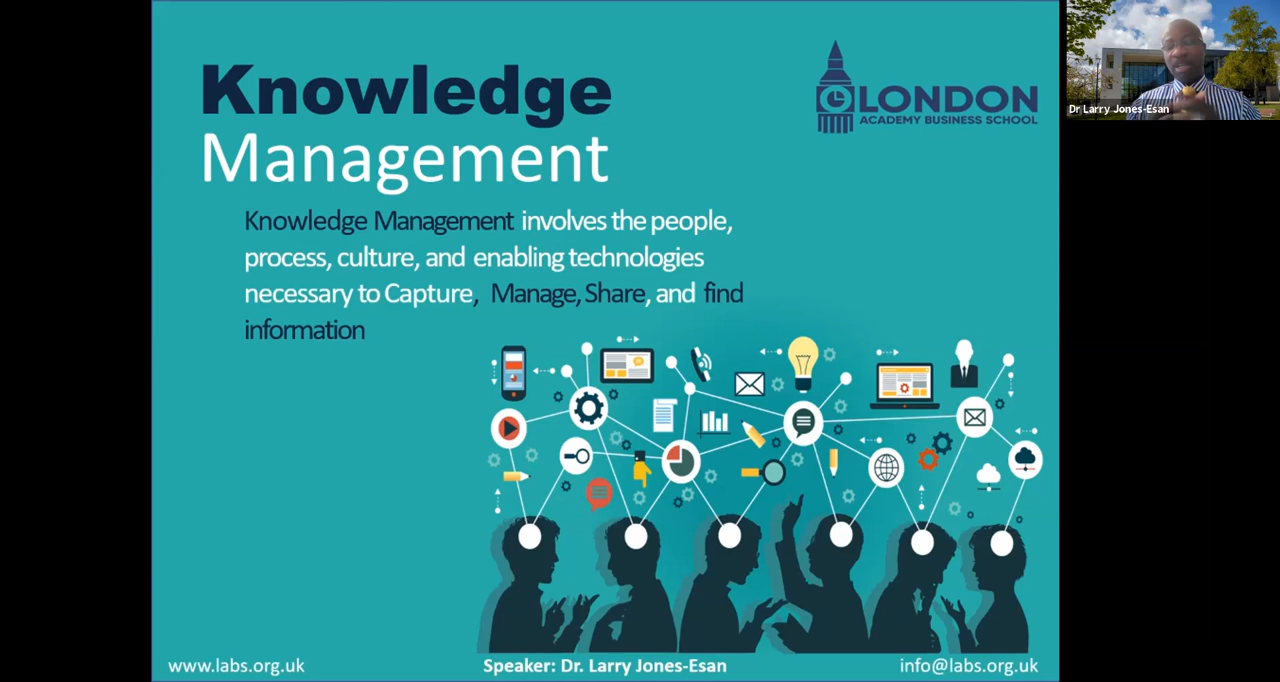 Knowledge
Management
LONDON
ACADEMY BUSINESS SCHOOL
Dr Larry Jones-Esan
Knowledge Management involves the people,
process, culture, and enabling technologies
necessary to Capture, Manage, Share, and find
information
www.labs.org.uk
Speaker: Dr. Larry Jones-Esan
info@labs.org.uk